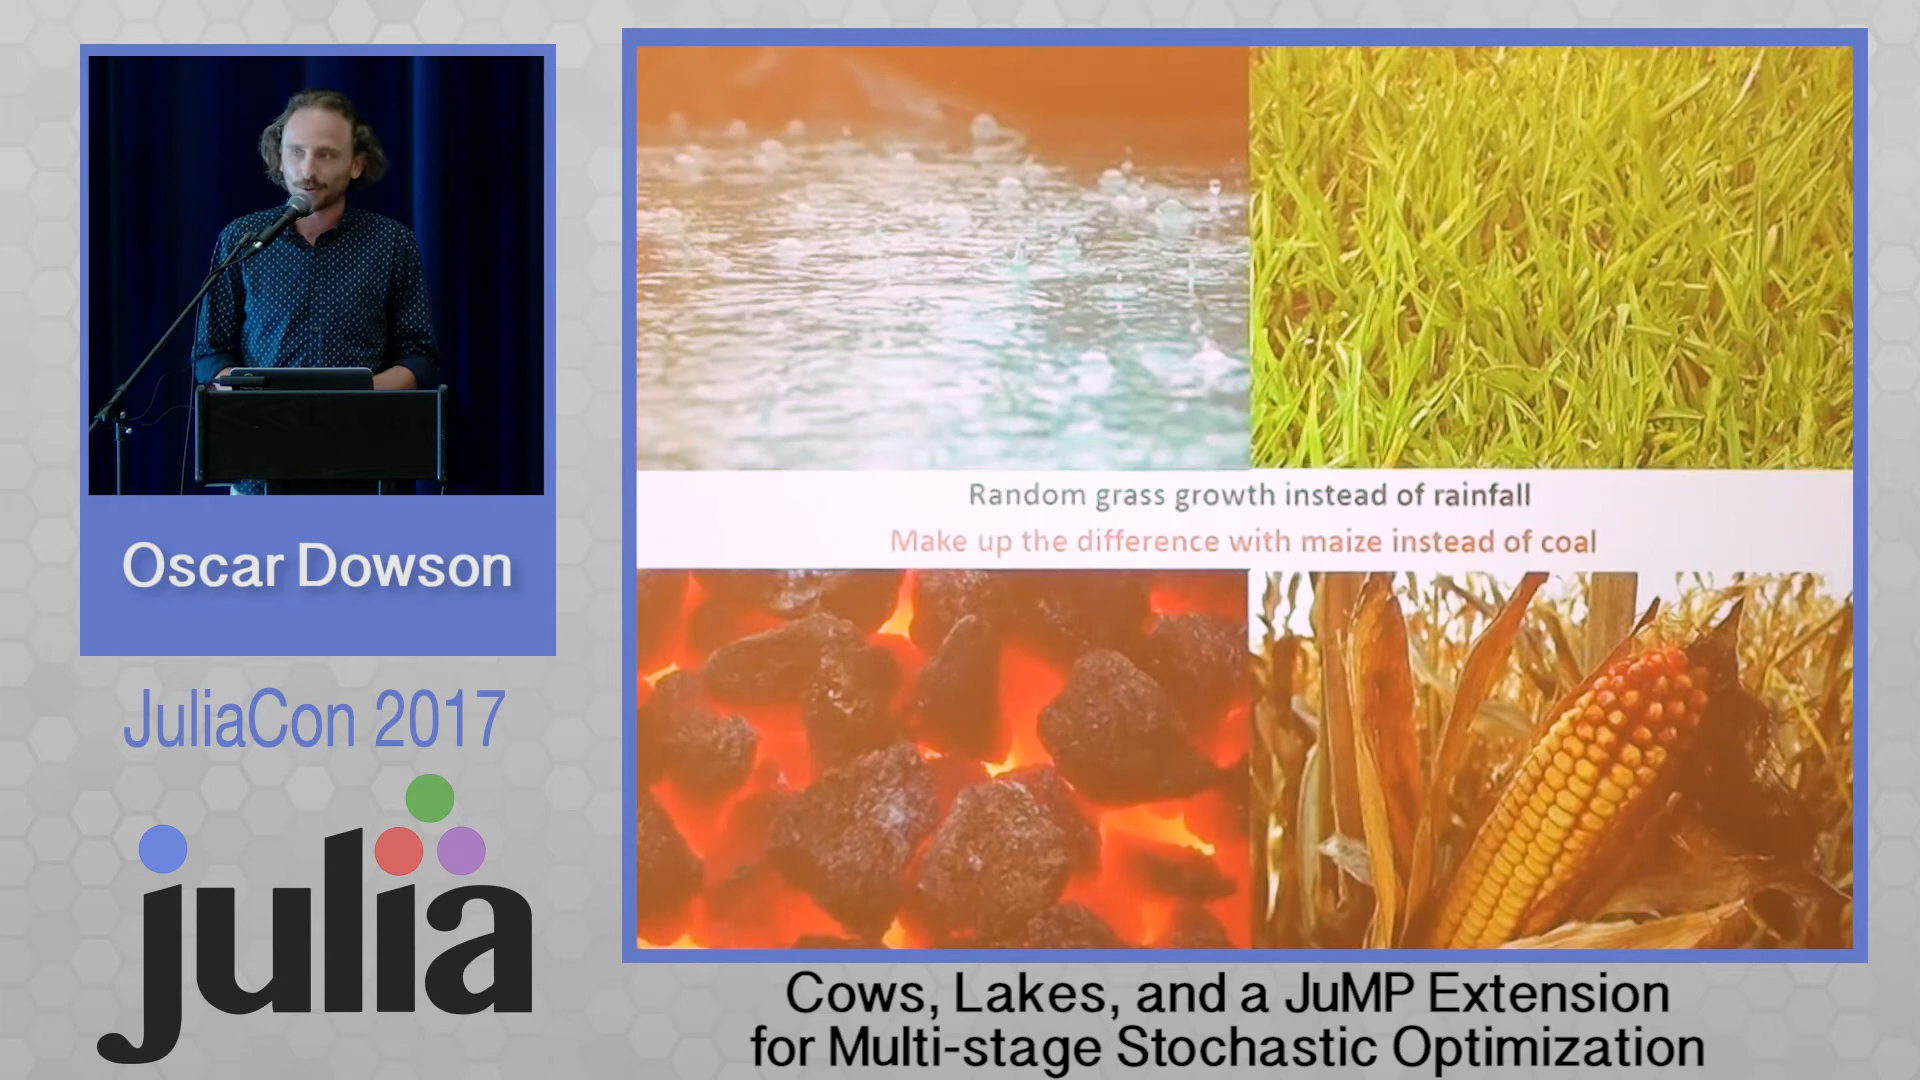 Oscar Dowson
JuliaCon 2017
julia
Random grass growth instead of rainfall
Make up the difference with maize instead of coal
Cows, Lakes, and a JuMP Extension
for Multi-stage Stochastic Optimization